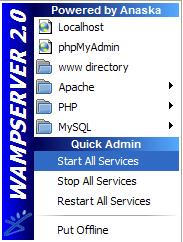 WAMPSERVER 2.0
Powered by Anaska
Localhost
phpMyAdmin
www directory
Apache
PHP
MySQL
Quick Admin
Start All Services
Stop All Services
Restart All Services
Put Offline